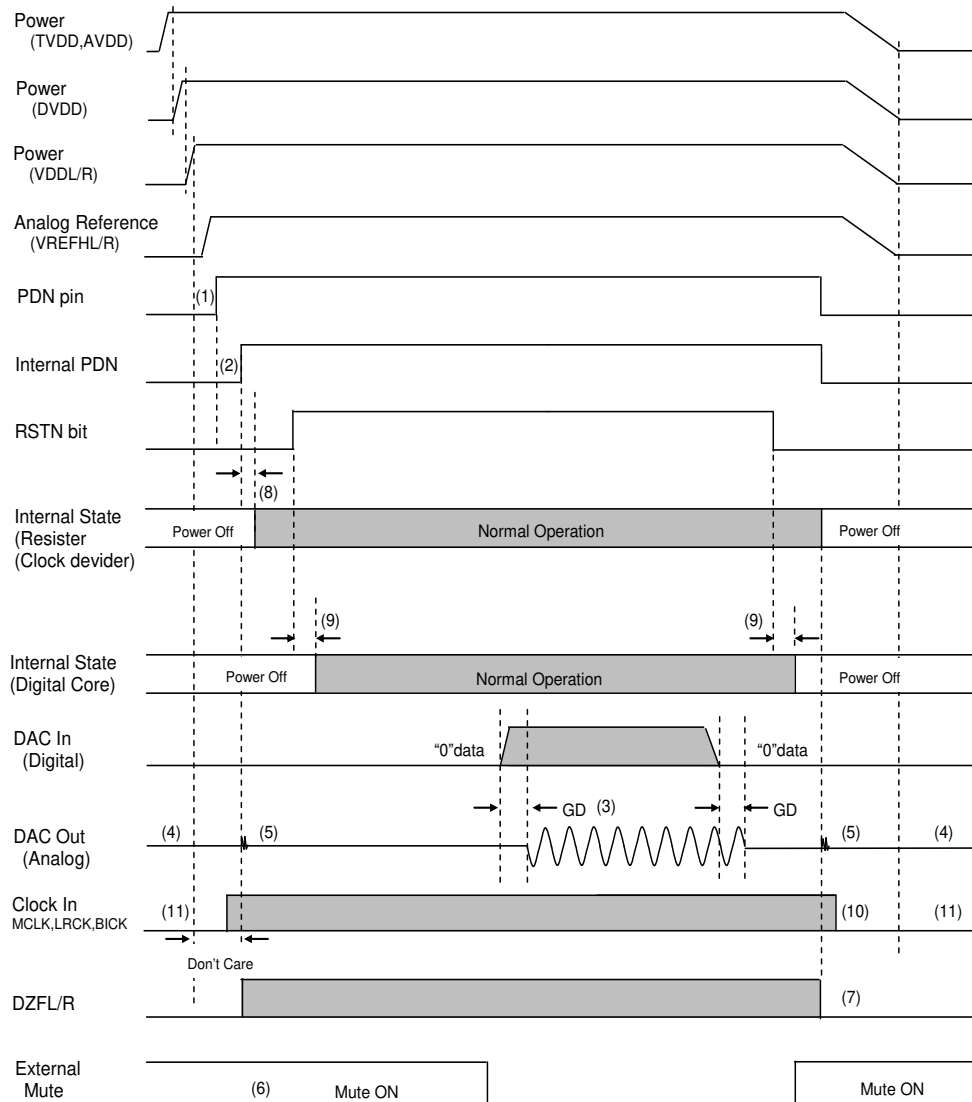 Power
(TVDD,AVDD)
Power
(DVDD)
Power
(VDDL/R)
Analog Reference
(VREFHL/R)
PDN pin
(1)
Internal PDN
(2)
RSTN bit
(8)
Internal State
(Resister
(Clock devider)
Power Off
Normal Operation
Power Off
(9)
(9)
Internal State
(Digital Core)
Power Off
Normal Operation
Power Off
DAC In
(Digital)
“0”data
“0”data
GD
(3)
GD
DAC Out
(Analog)
(4)
(5)
(5)
(4)
Clock In
MCLK,LRCK,BICK
(11)
(10)
(11)
Don’t Care
DZFL/R
(7)
External
Mute
(6)
Mute ON
Mute ON